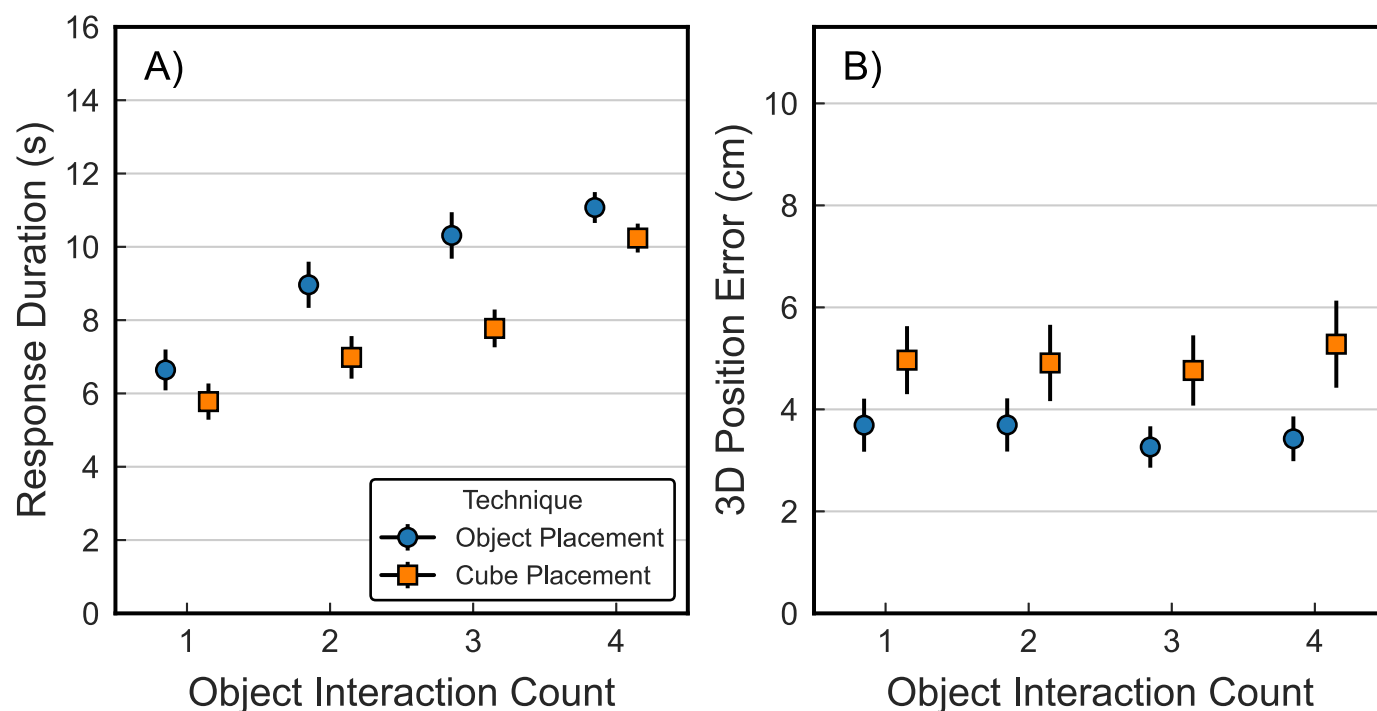 A)
Response Duration (s)
16
14
12
10
8
6
4
2
0
1 2 3 4
Object Interaction Count
Technique
Object Placement
Cube Placement
B)
3D Position Error (cm)
10
8
6
4
2
0
1 2 3 4
Object Interaction Count